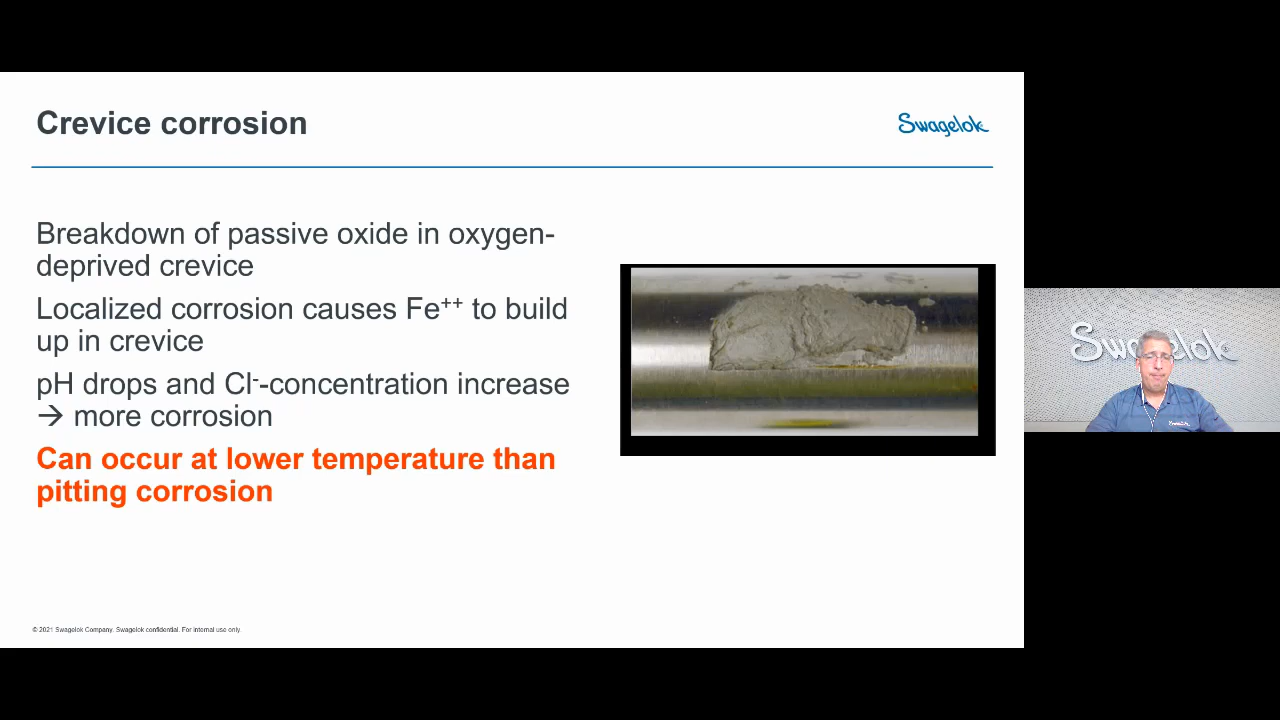 Crevice corrosion
Swagelok
Breakdown of passive oxide in oxygen-
deprived crevice
Localized corrosion causes Fe⁺⁺ to build
up in crevice
pH drops and Cl⁻-concentration increase
→ more corrosion
Can occur at lower temperature than
pitting corrosion
Swagelok
© 2021 Swagelok Company. Swagelok confidential. For internal use only.